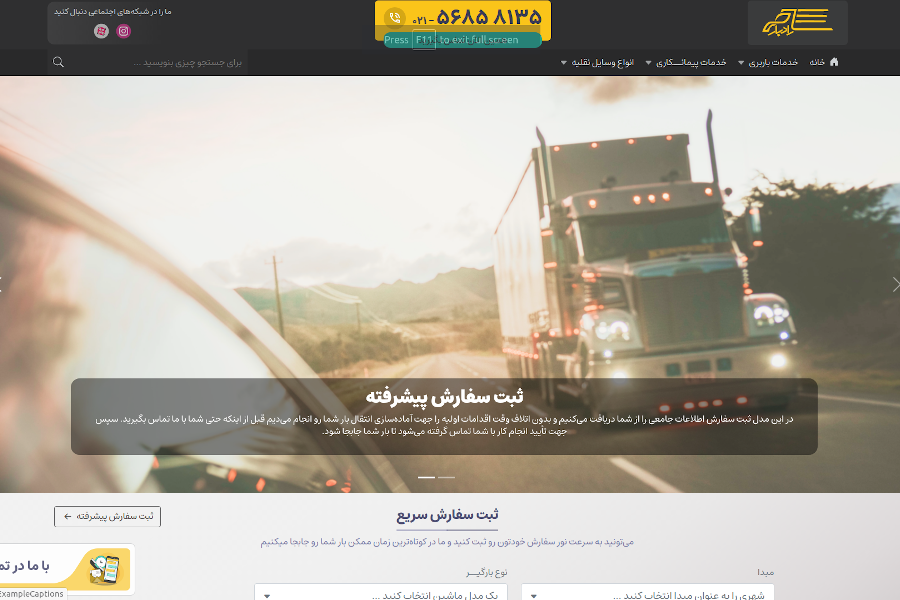 ما را در شبکه‌های اجتماعی دنبال کنید
۰۲۱ - ۵۶۸۵ ۸۱۳۵
Press F11 to exit full screen
خانه
خدمات باربری
خدمات پیمانـــکاری
انواع وسایل نقلیه
برای جستجو چیزی بنویسید ...
ثبت سفارش پیشرفته
در این مدل ثبت سفارش اطلاعات جامعی را از شما دریافت می‌کنیم و بدون اتلاف وقت اقدامات اولیه را جهت آماده‌سازی انتقال بار شما رو انجام می‌دیم قبل از اینکه حتی شما با ما تماس بگیرید. سپس
جهت تأیید انجام کار با شما تماس گرفته می‌شود تا بار شما جابجا شود.
ثبت سفارش سریع
ثبت سفارش پیشرفته
می‌تونید به سرعت نور سفارش خودتون رو ثبت کنید و ما در کوتاه‌ترین زمان ممکن بار شما رو جابجا میکنیم
با ما در تم
مبدا
نوع بارگیـــر
شهری را به عنوان مبدا انتخاب کنید ...
یک مدل ماشین انتخاب کنید ...
ExampleCaptions